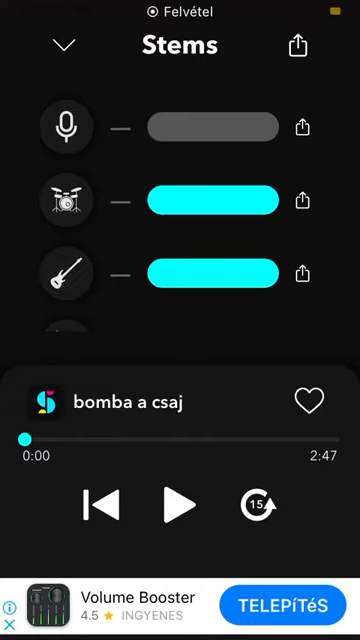 Felvétel
Stems
bomba a csaj
0:00
2:47
15
Volume Booster
4.5 INGYENES
TELEPÍTéS